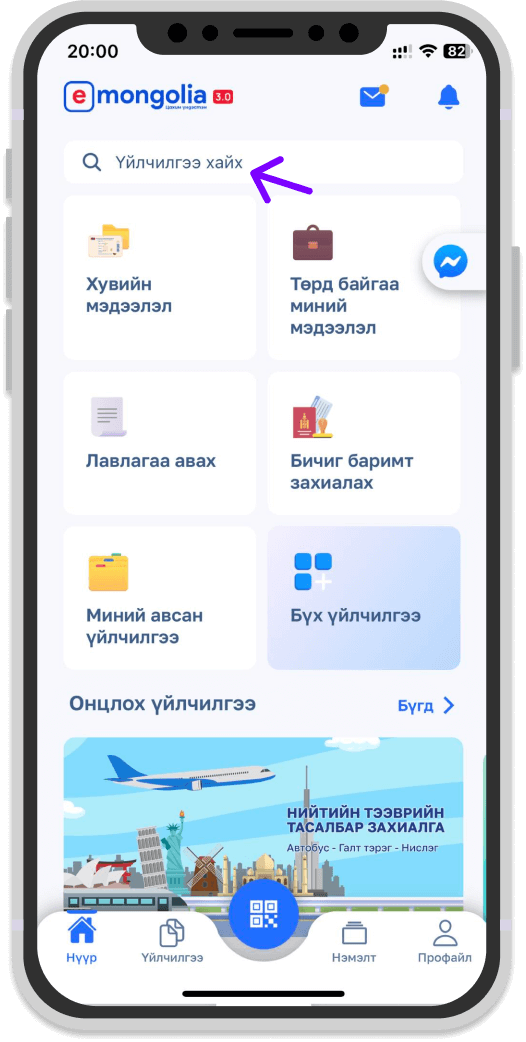 20:00
82
e mongolia 3.0
Цахим үндэстэн
Үйлчилгээ хайх
Хувийн
мэдээлэл
Төрд байгаа
миний
мэдээлэл
Лавлагаа авах
Бичиг баримт
захиалах
Миний авсан
үйлчилгээ
Бүх үйлчилгээ
Онцлох үйлчилгээ
Бүгд
НИЙТИЙН ТЭЭВРИЙН
ТАСАЛБАР ЗАХИАЛГА
Автобус - Галт тэрэг - Нислэг
Нүүр
Үйлчилгээ
Нэмэлт
Профайл